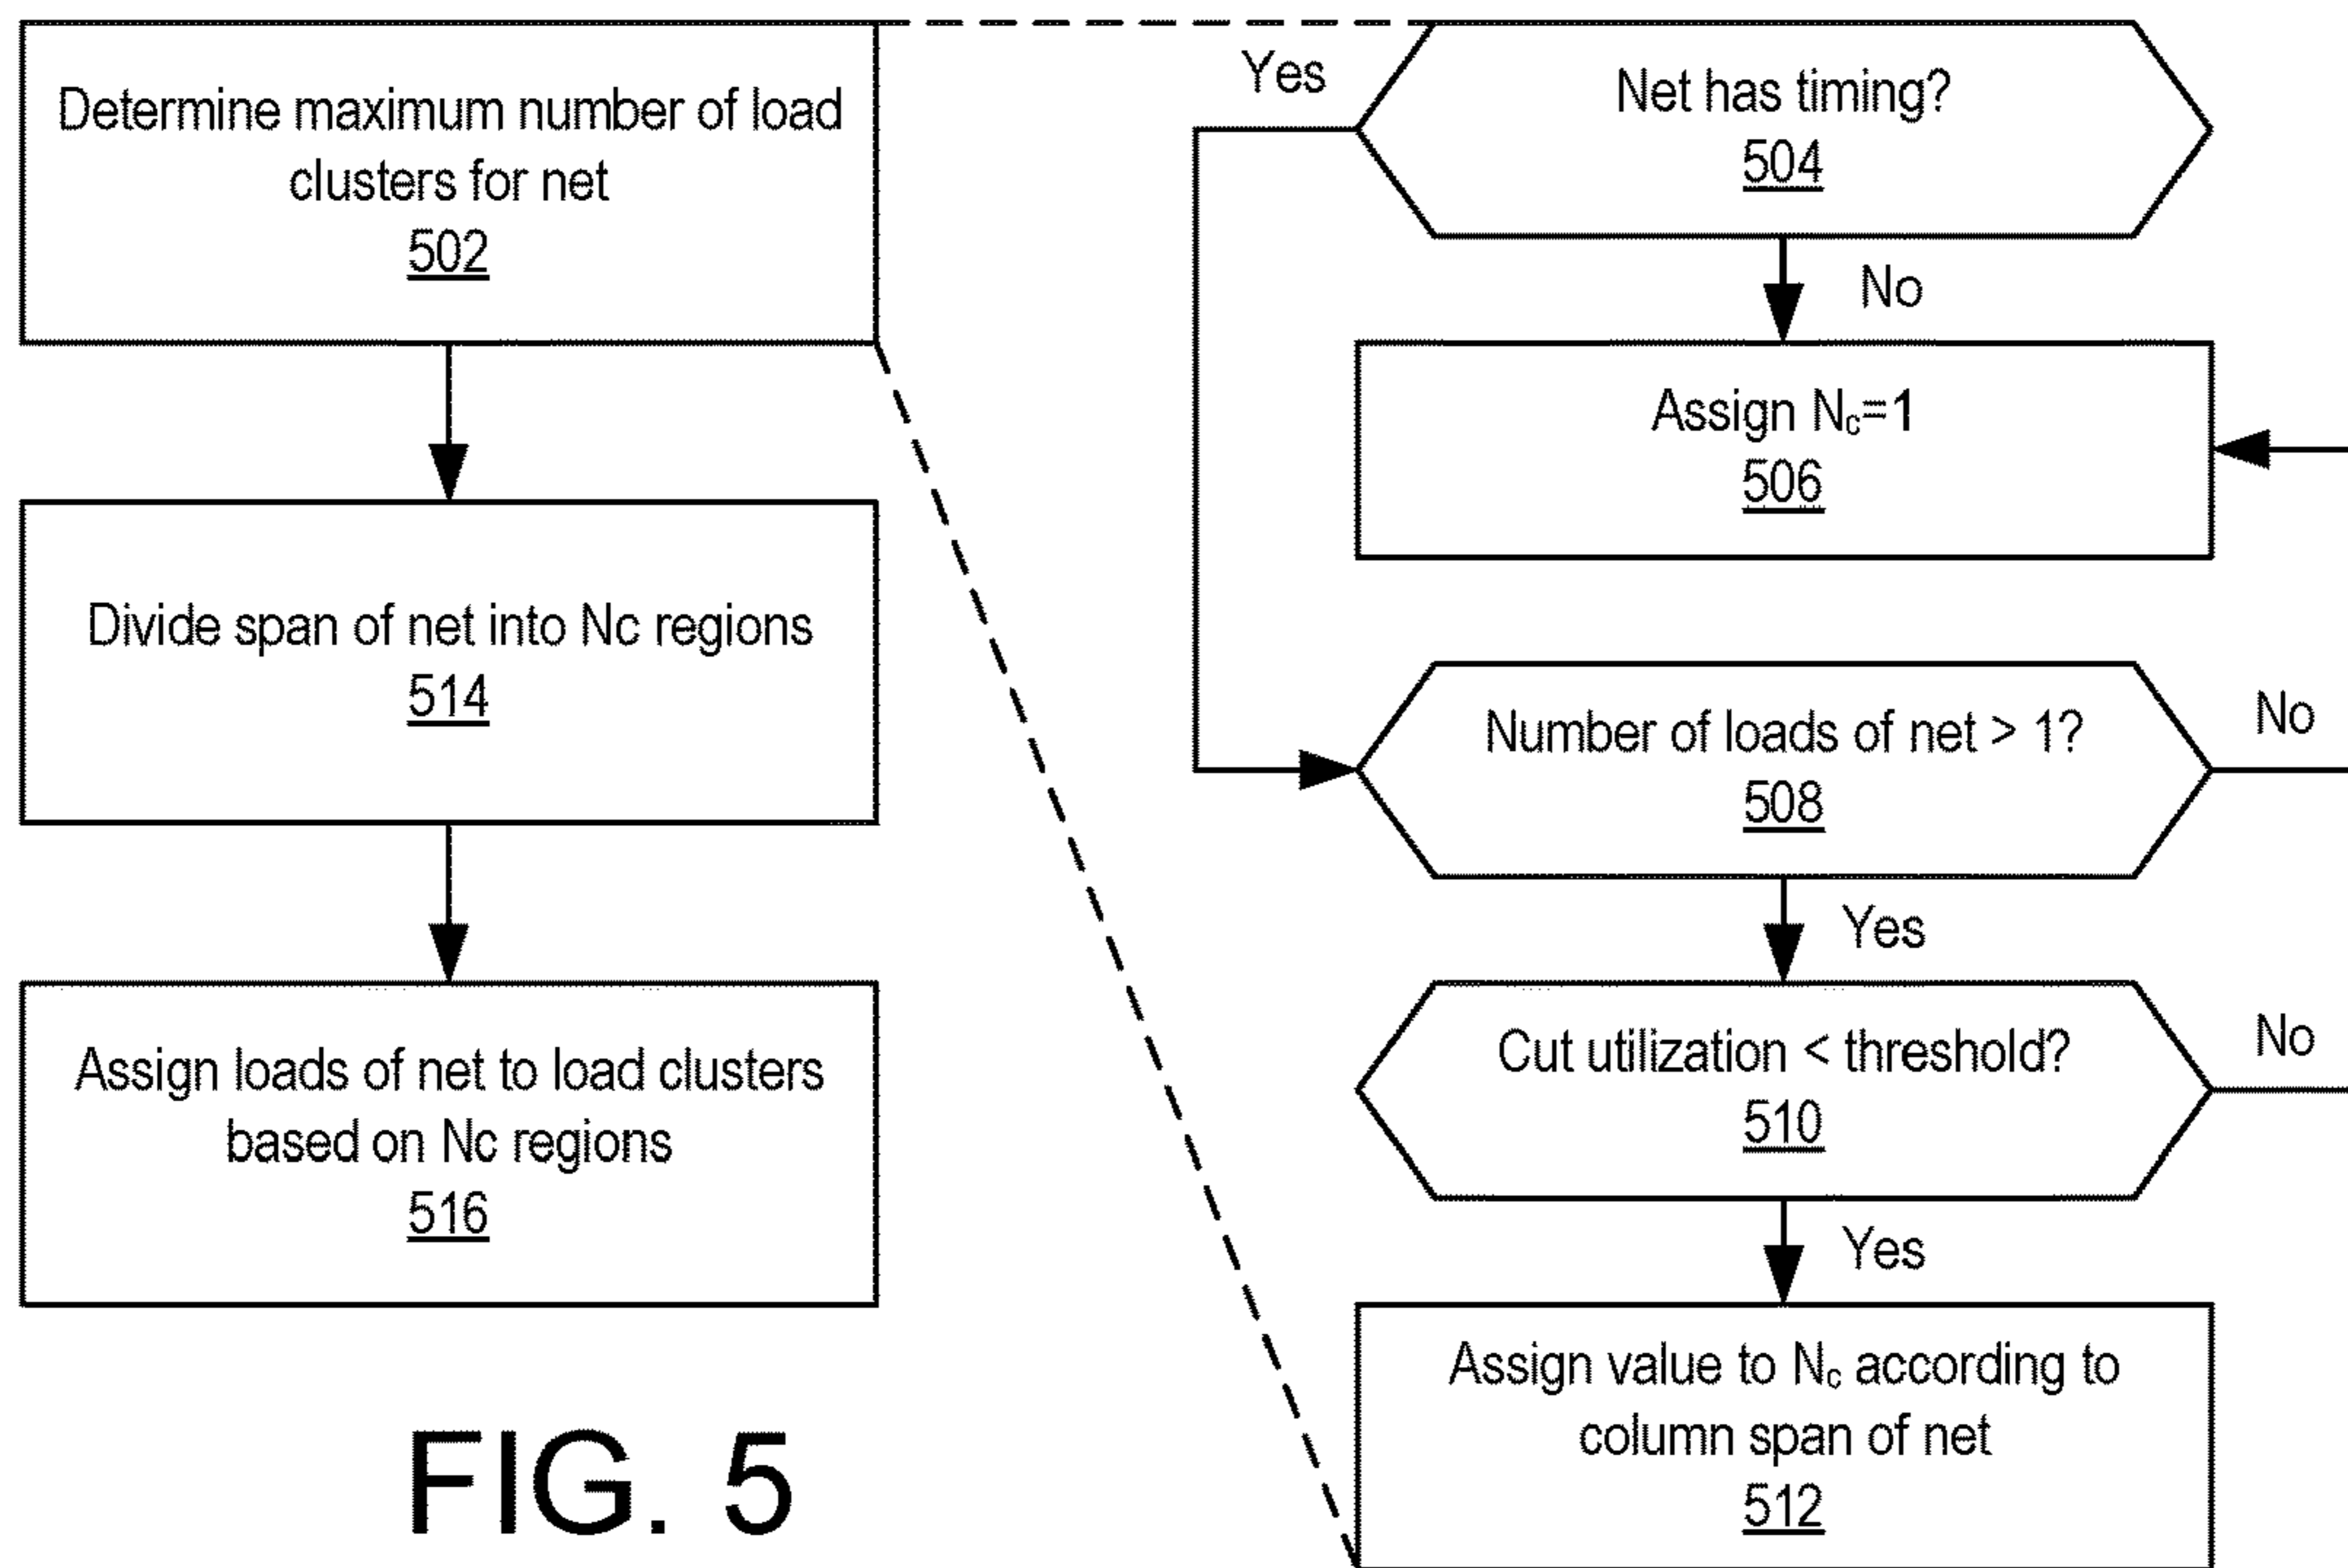 Determine maximum number of load
clusters for net
502
Divide span of net into Nc regions
514
Assign loads of net to load clusters
based on Nc regions
516
FIG. 5
Yes
Net has timing?
504
No
Assign Nc=1
506
Number of loads of net > 1?
508
No
Yes
Cut utilization < threshold?
510
No
Yes
Assign value to Nc according to
column span of net
512